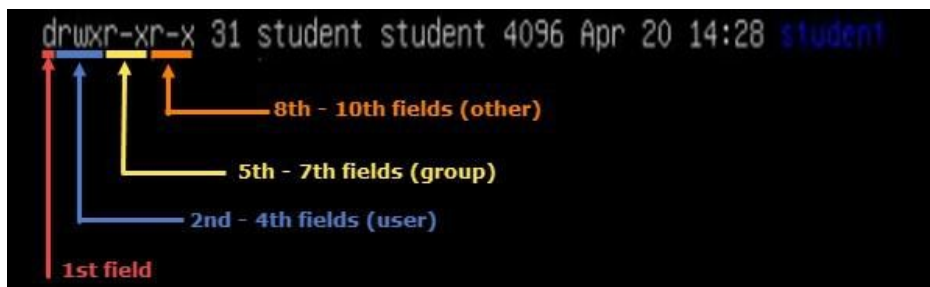 drwxr-xr-x 31 student student 4096 Apr 20 14:28 student
8th - 10th fields (other)
5th - 7th fields (group)
2nd - 4th fields (user)
1st field